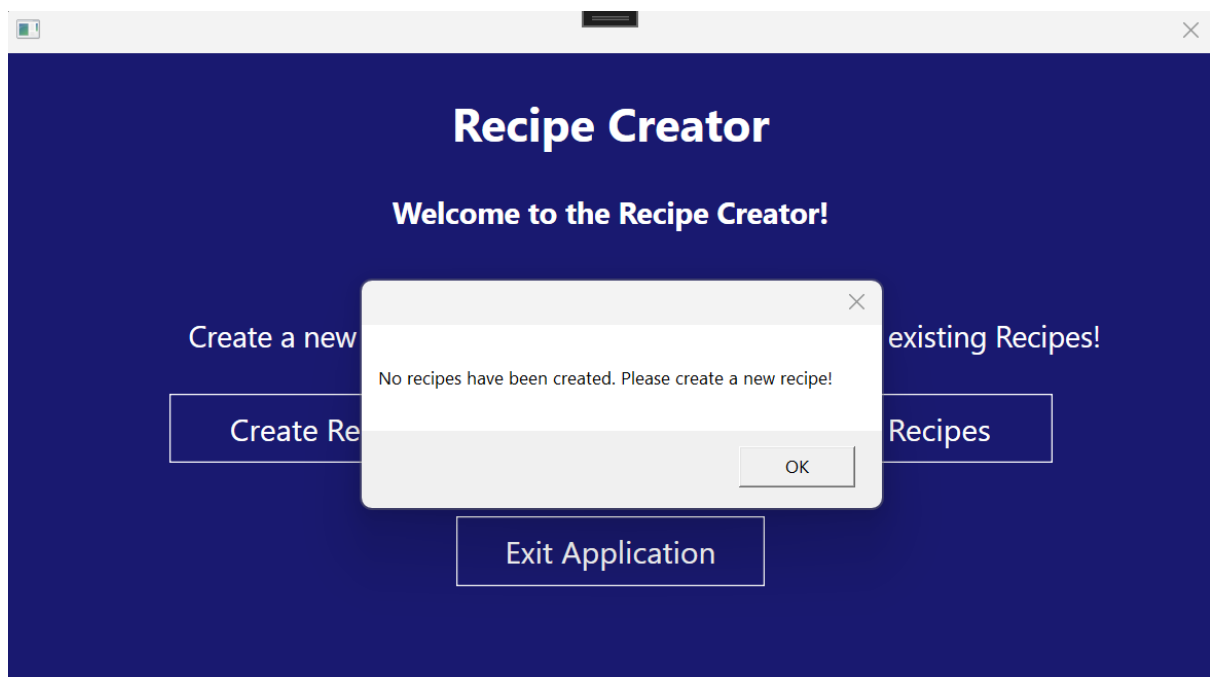 Recipe Creator
Welcome to the Recipe Creator!
Create a new
existing Recipes!
No recipes have been created. Please create a new recipe!
Create Re
Recipes
OK
Exit Application